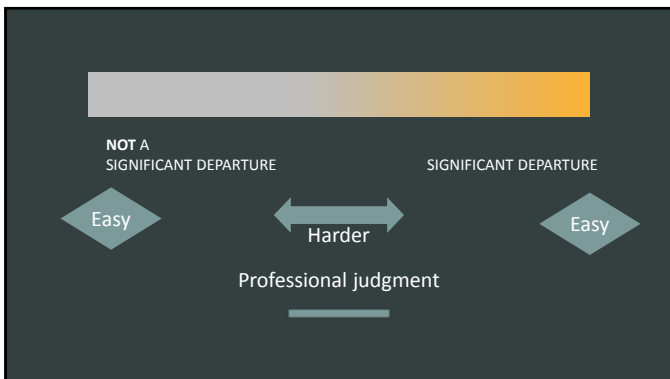 NOT A
SIGNIFICANT DEPARTURE
SIGNIFICANT DEPARTURE
Easy
Harder
Easy
Professional judgment